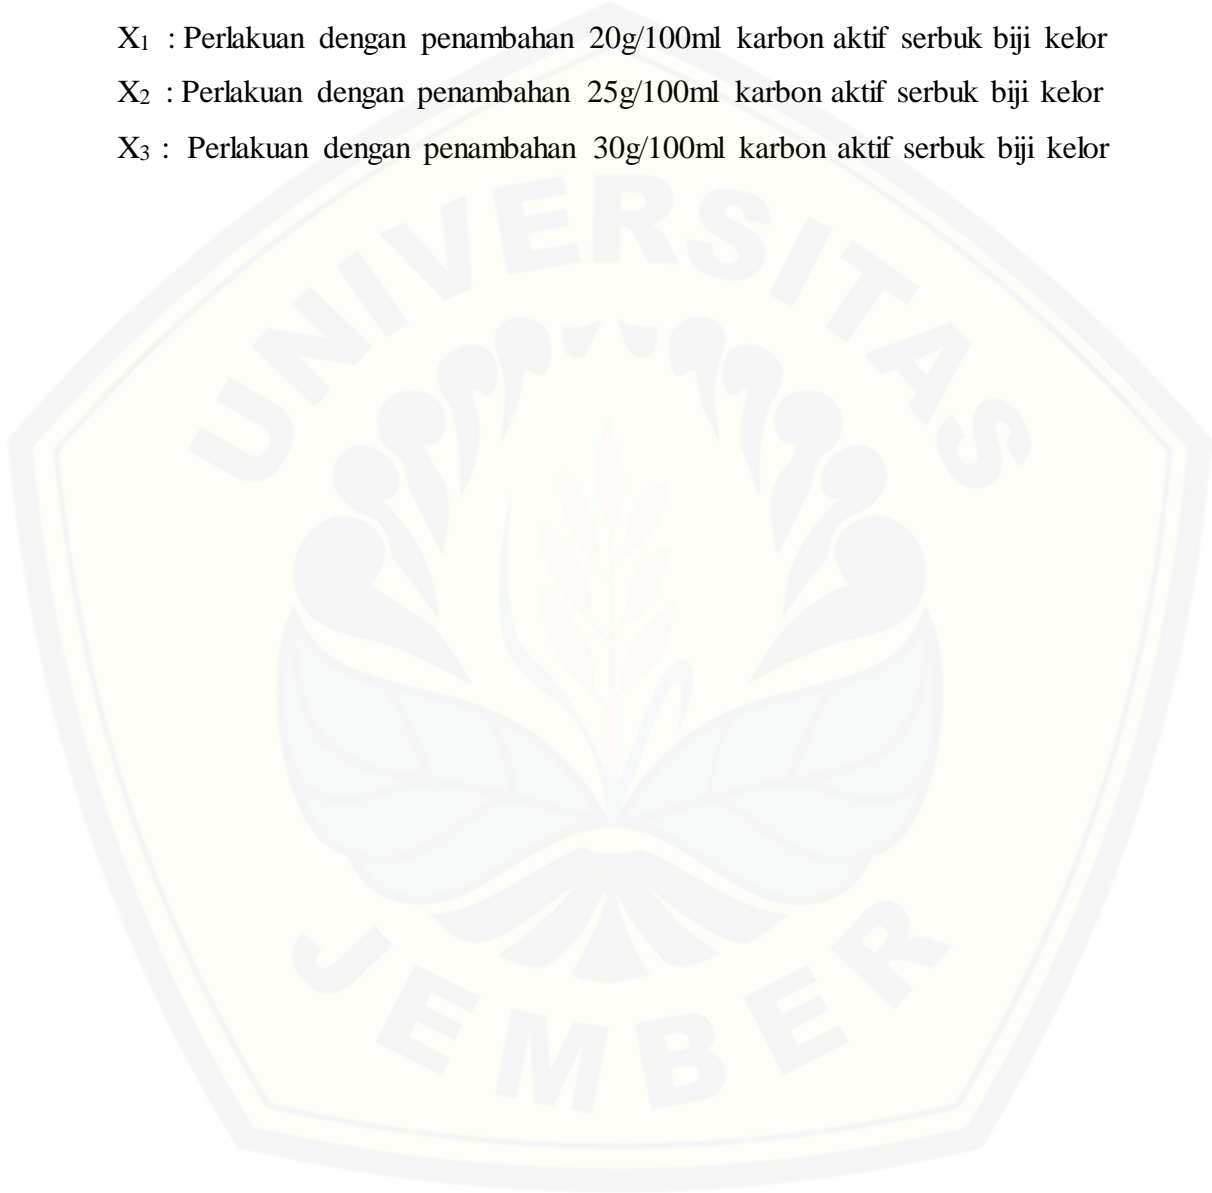 X₁ : Perlakuan dengan penambahan 20g/100ml karbon aktif serbuk biji kelor
X₂ : Perlakuan dengan penambahan 25g/100ml karbon aktif serbuk biji kelor
X₃ : Perlakuan dengan penambahan 30g/100ml karbon aktif serbuk biji kelor
UNIVERSITAS
JEMBER